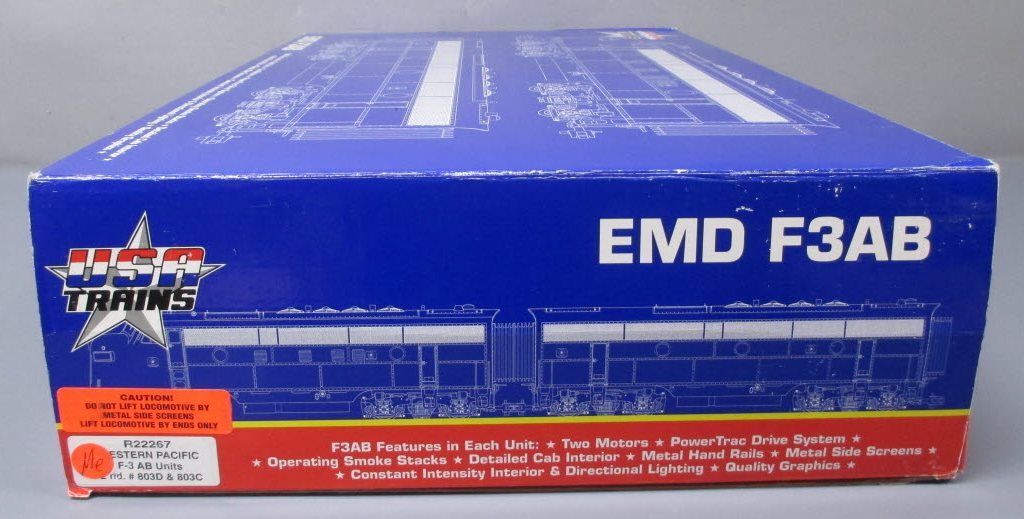 EMD F3AB
USA
TRAINS
CAUTION!
DO NOT LIFT LOCOMOTIVE BY
METAL SIDE SCREENS
LIFT LOCOMOTIVE BY ENDS ONLY
R22267
ESTERN PACIFIC
F-3 AB Units
rd. # 803D & 803C
Me
F3AB Features in Each Unit: ★ Two Motors ★ PowerTrac Drive System ★
★ Operating Smoke Stacks ★ Detailed Cab Interior ★ Metal Hand Rails ★ Metal Side Screens ★
★ Constant Intensity Interior & Directional Lighting ★ Quality Graphics ★